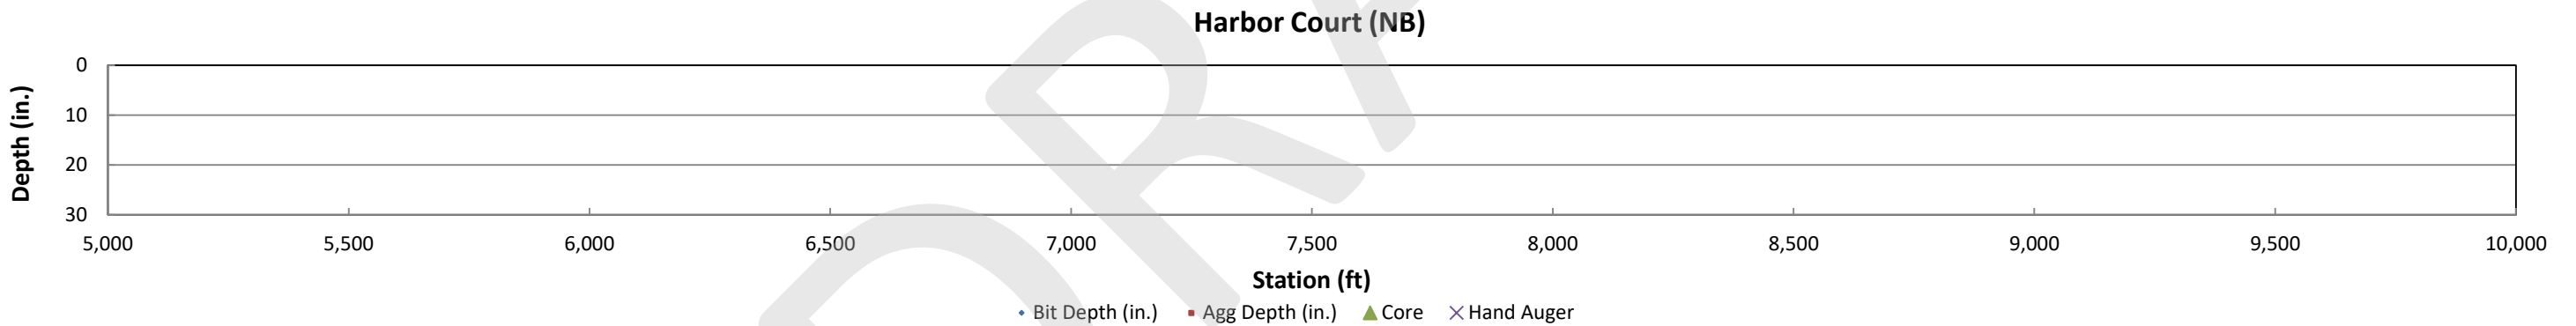 Harbor Court (NB)
Depth (in.)
0
10
20
30
5,000 5,500 6,000 6,500 7,000 7,500 8,000 8,500 9,000 9,500 10,000
Station (ft)
Bit Depth (in.) Agg Depth (in.) Core Hand Auger